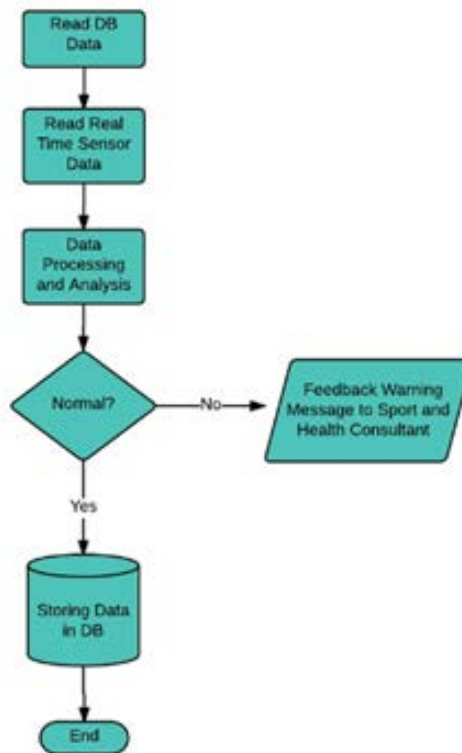 Read DB
Data
Read Real
Time Sensor
Data
Data
Processing
and Analysis
Normal?
No
Feedback Warning
Message to Sport and
Health Consultant
Yes
Storing Data
in DB
End